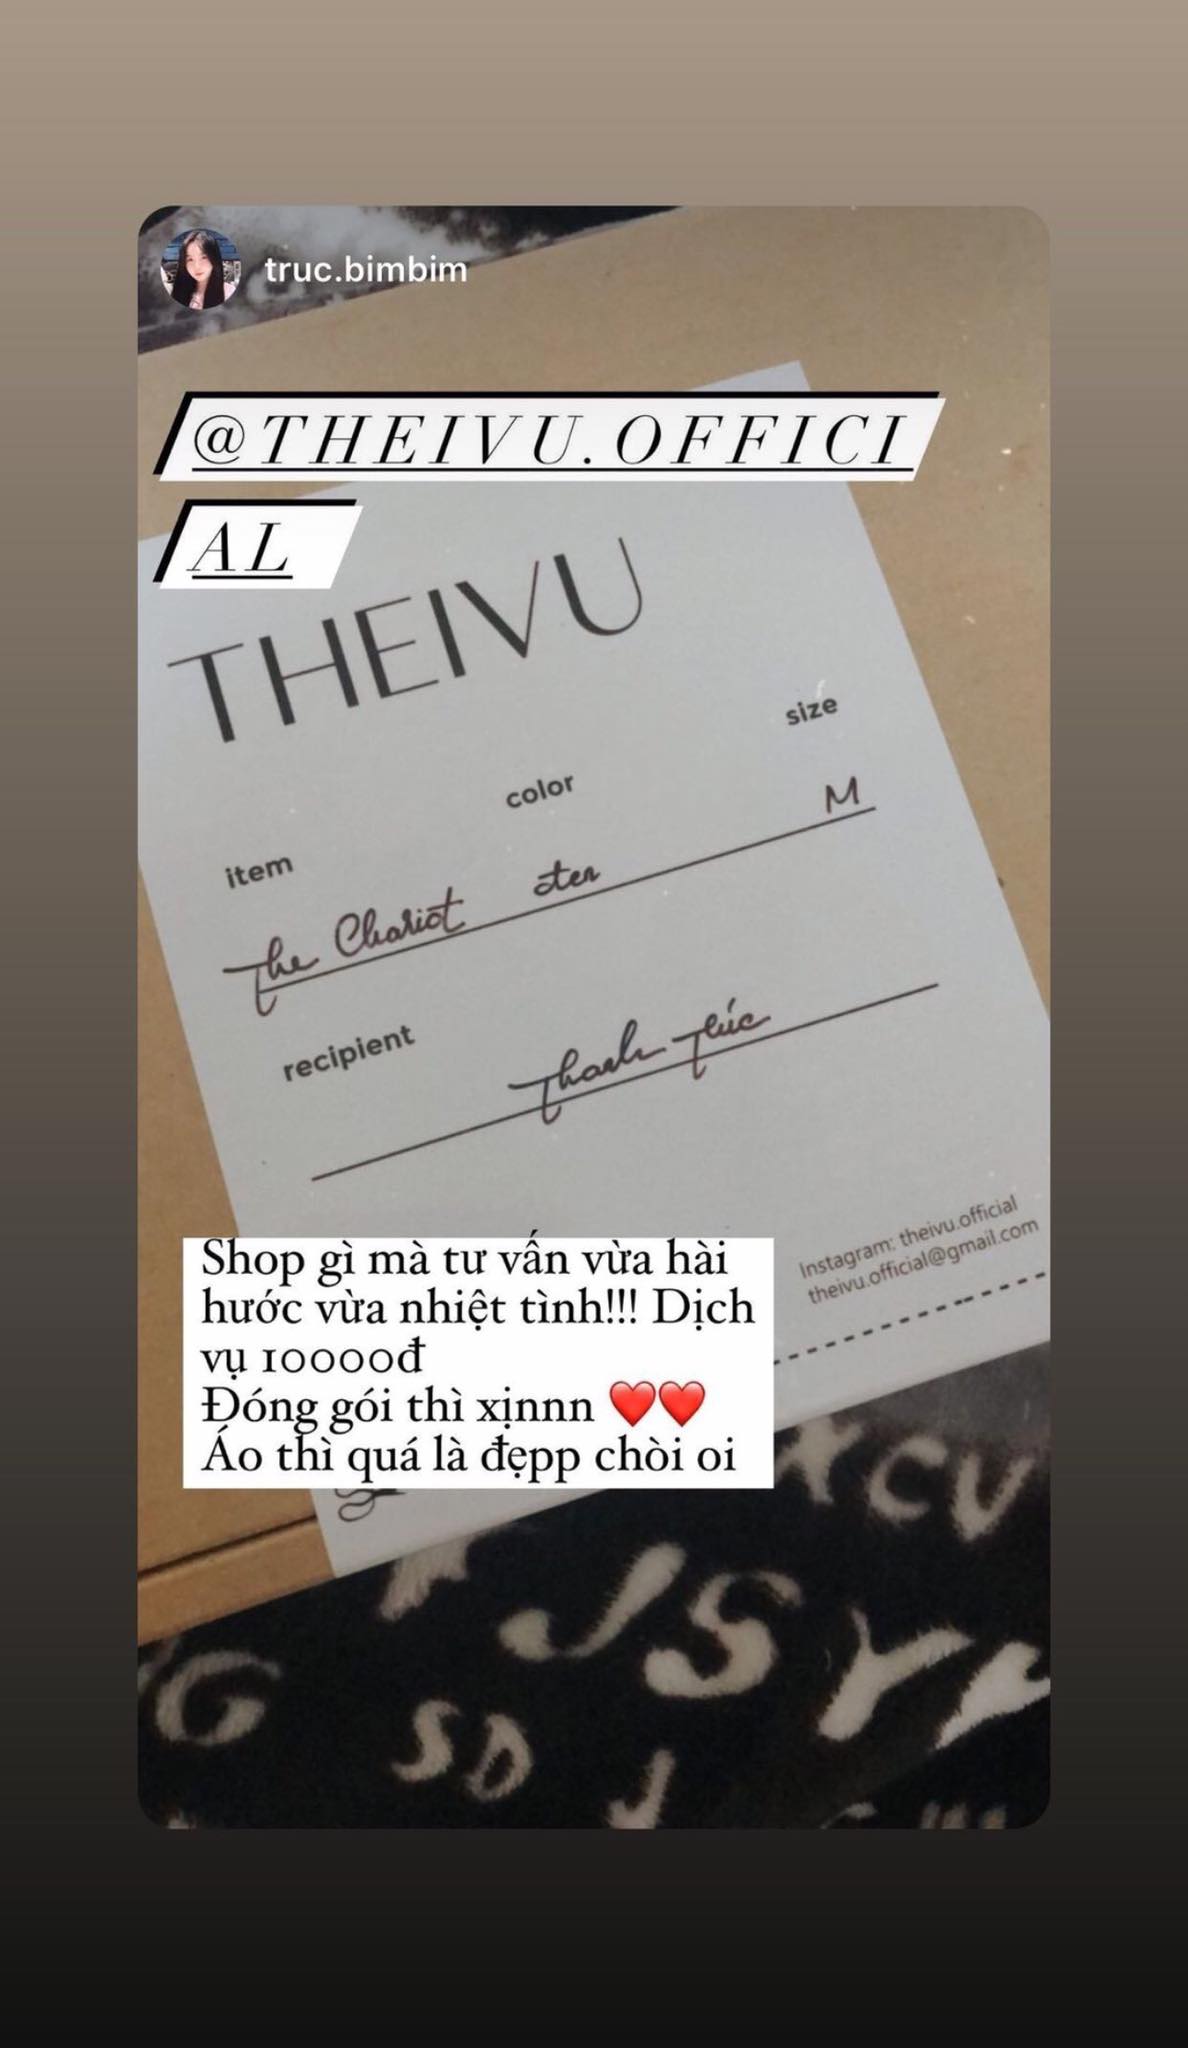 truc.bimbim
@THEIVU.OFFICI
AL
THEIVU
size
color
item
M
đen
The Chariot
recipient
Thanh Trúc
Instagram: theivu.official
theivu.official@gmail.com
Shop gì mà tư vấn vừa hài
hước vừa nhiệt tình!!! Dịch
vụ 10000đ
Đóng gói thì xịnnn ❤️❤️
Áo thì quá là đẹpp chòi oi
X C V
J S Y
G
S D J